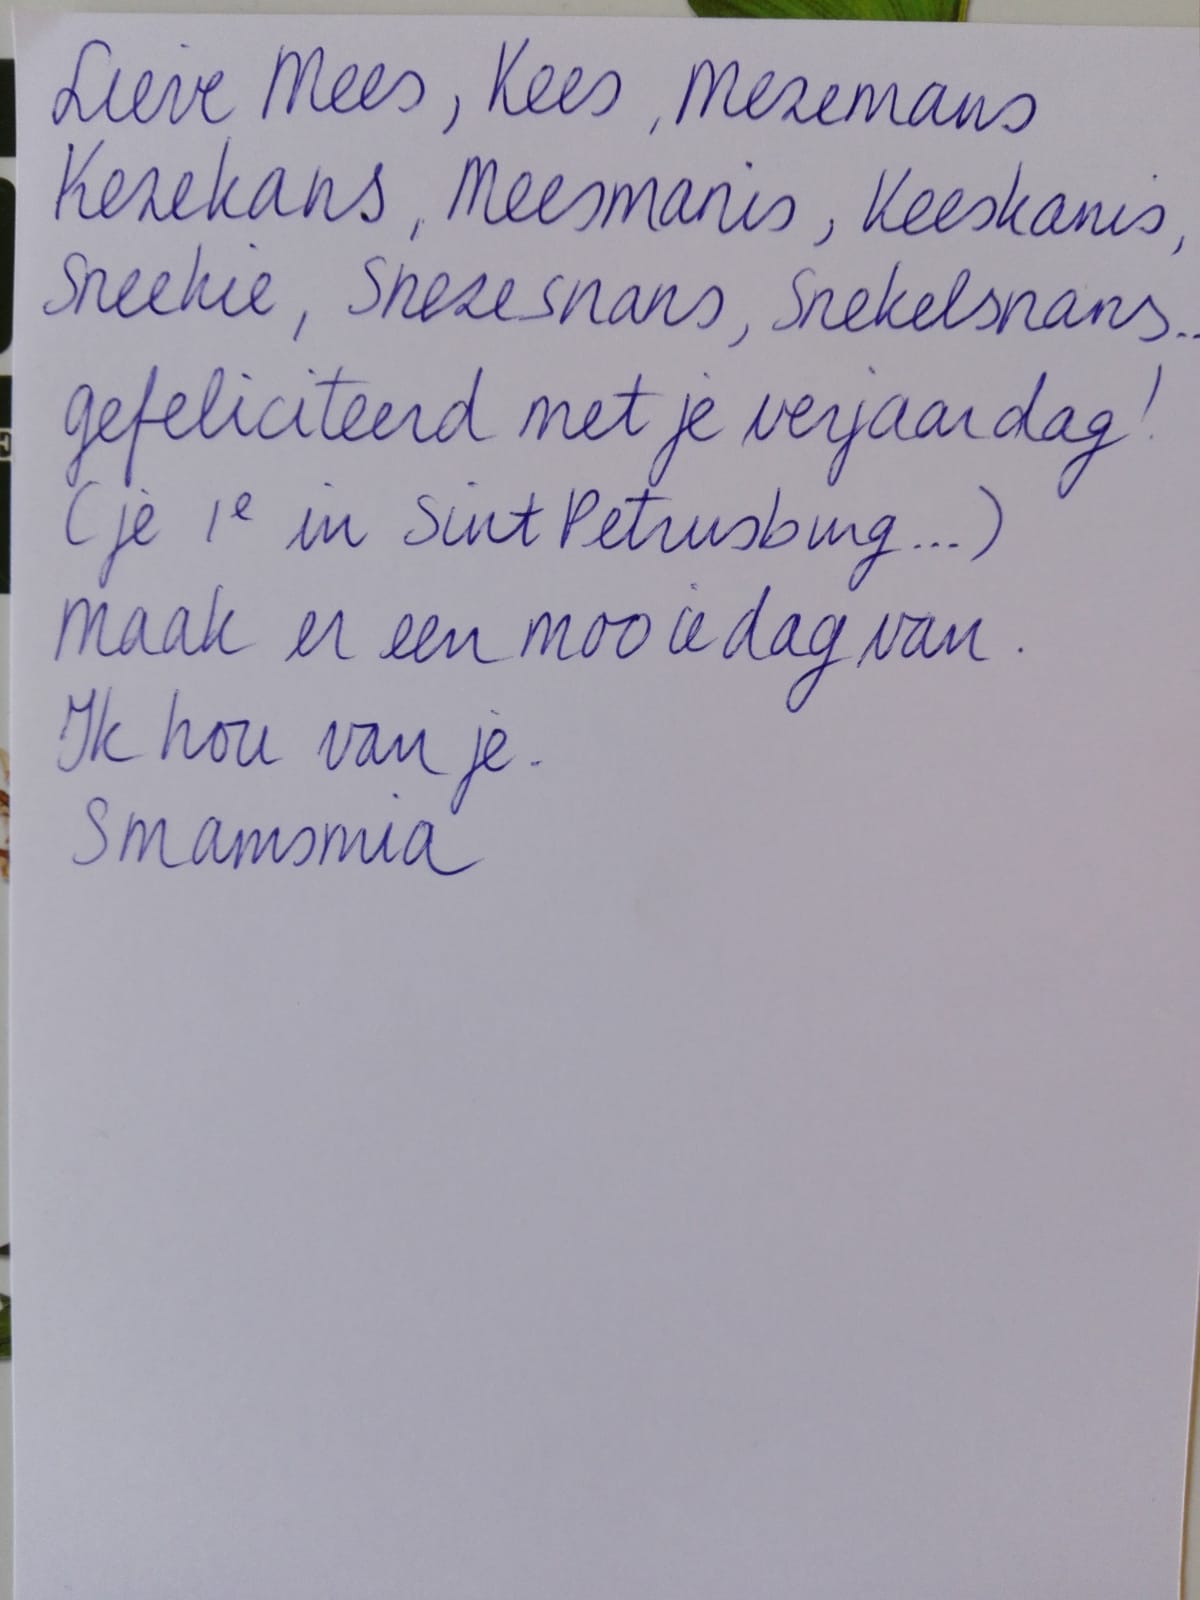 Lieve Mees, Kees, Mezemans
Kezekans, Meesmanis, Keeskanis,
Sneekie, Snezesnans, Snekelsnans..
gefeliciteerd met je verjaardag!
(je 1e in Sint Petrusburg...)
Maak er een mooie dag van.
Ik hou van je.
Smamsmia